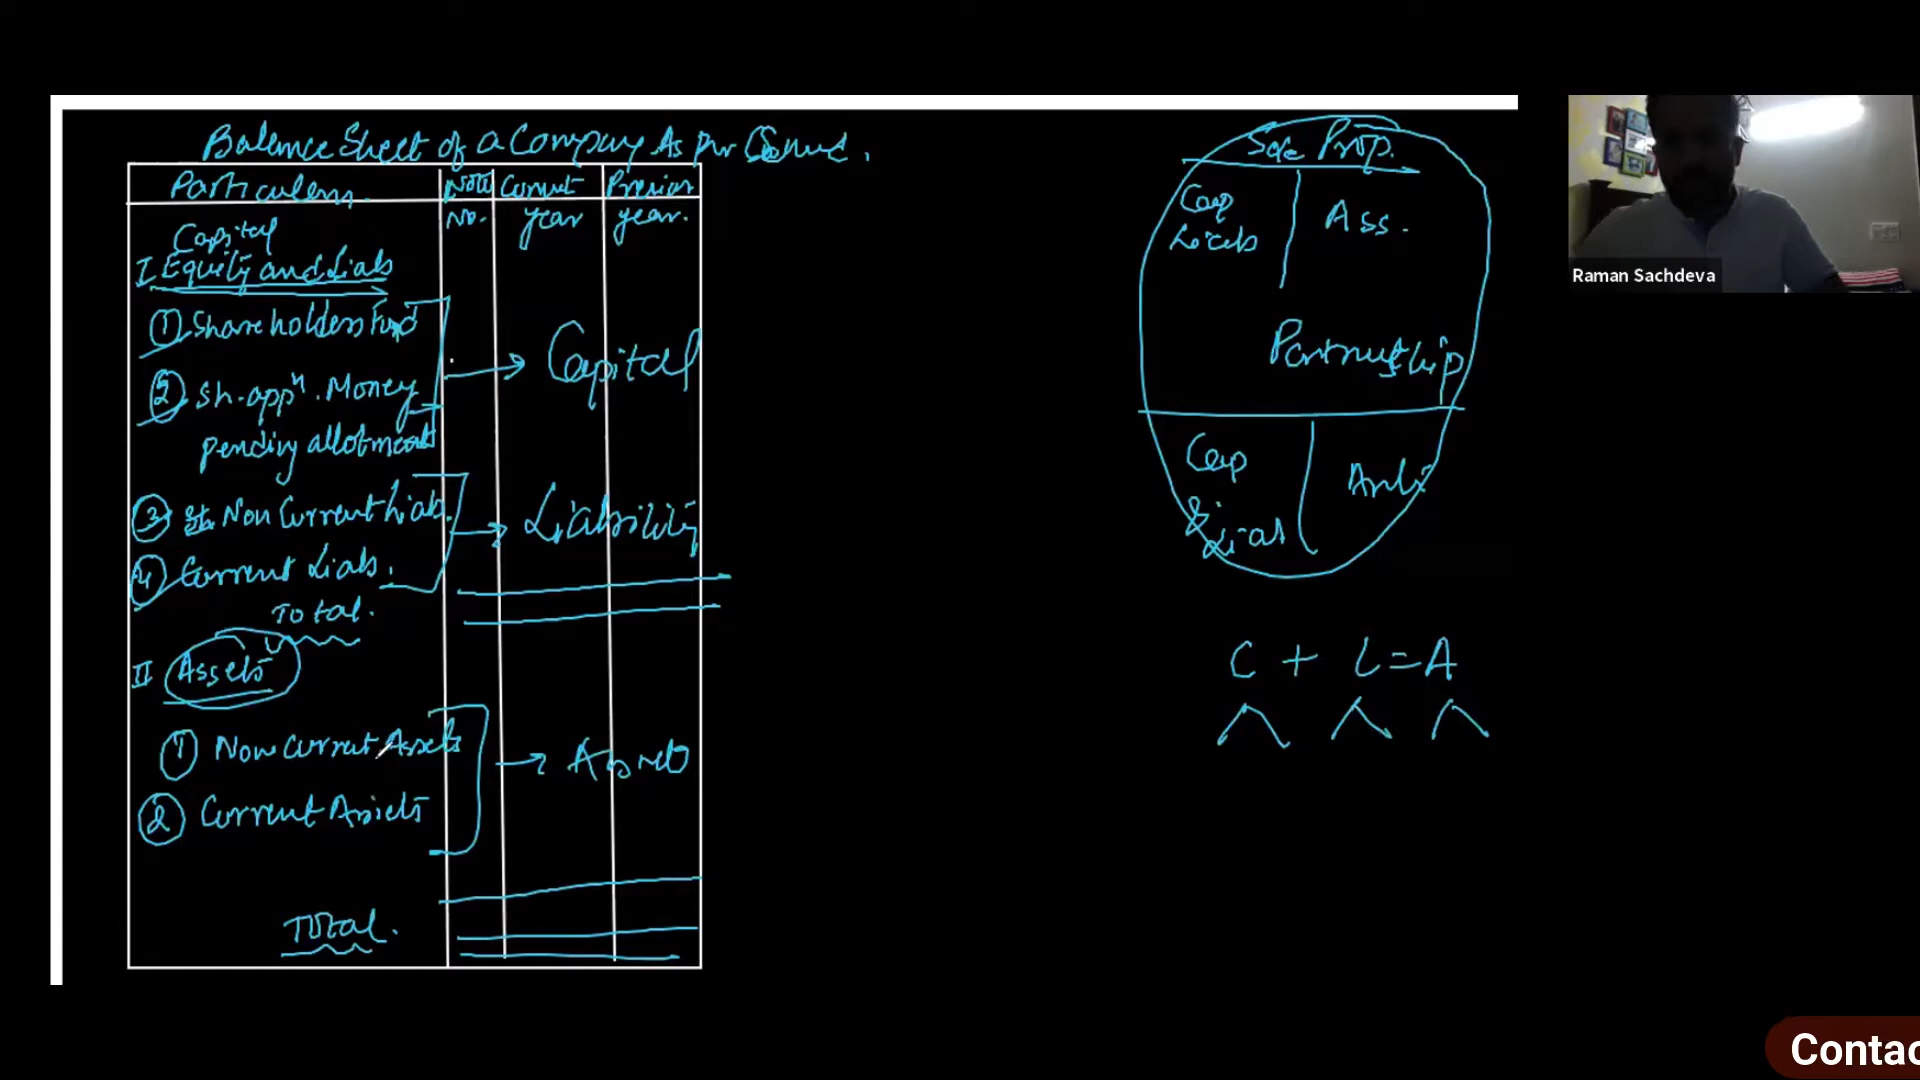 Balance Sheet of a Company As Per
Particulars
Note No.
Current year
Previous year.
Capital
I Equity and Liabs
① Shareholders Fund
② Sh. appⁿ. Money
pending allotment
Capital
③ Non Current Liab.
④ Current Liabs.
Liability
Total.
II Assets
① Non Current Assets
② Current Assets
Assets
Total.
Sole Prop.
Cap
Liab
Ass.
Partnership
Cap
&
Liab
C + L = A
Raman Sachdeva
Contac